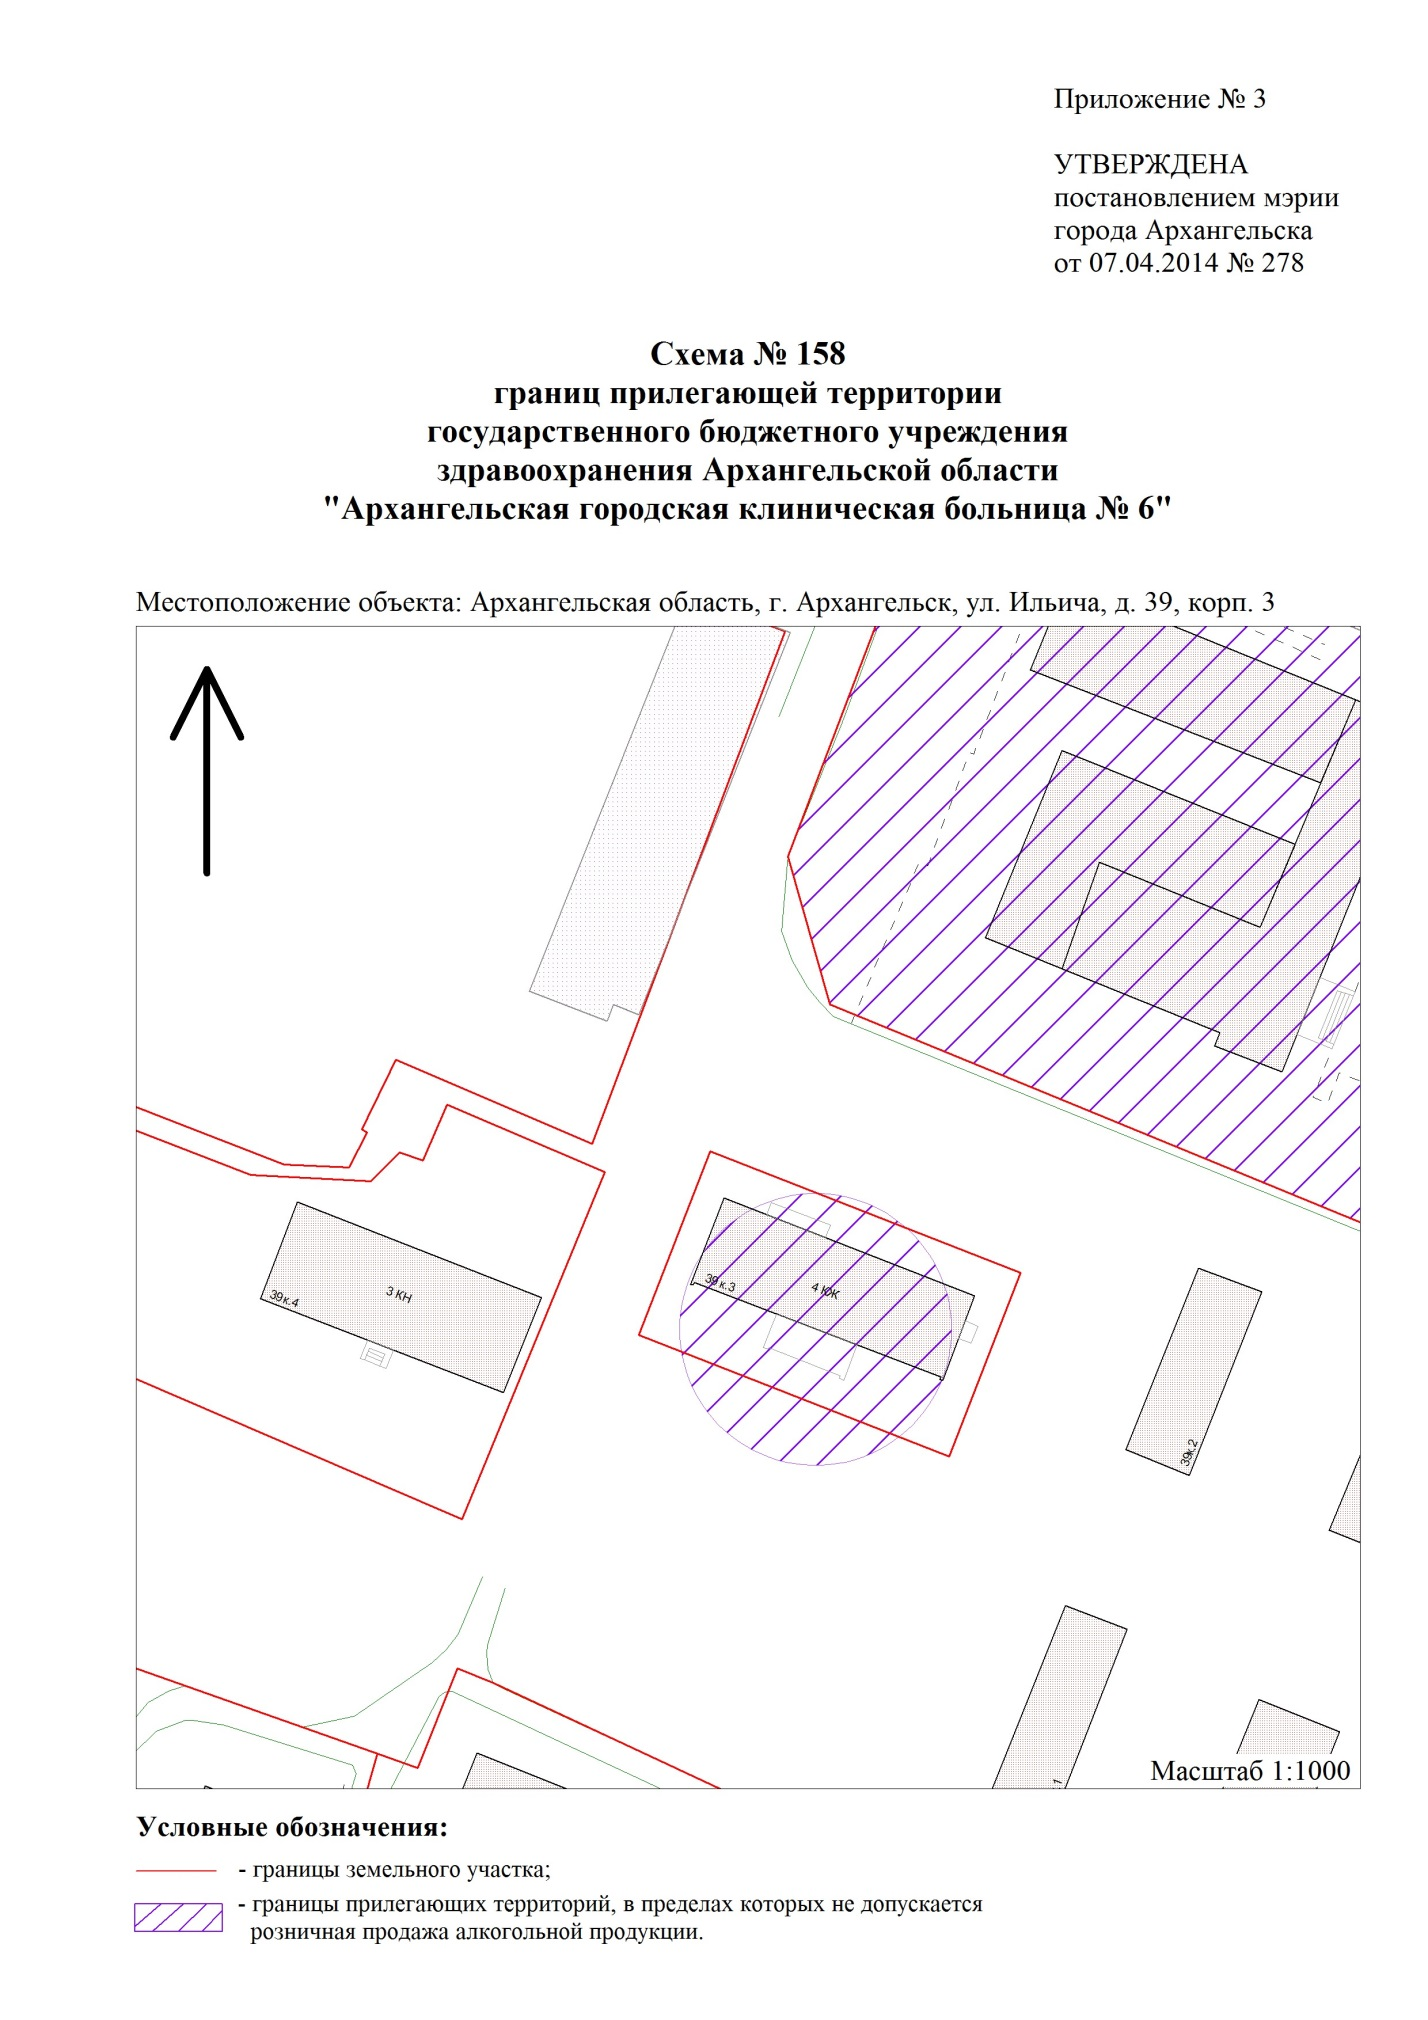 Приложение № 3
УТВЕРЖДЕНА
постановлением мэрии
города Архангельска
от 07.04.2014 № 278
Схема № 158
границ прилегающей территории
государственного бюджетного учреждения
здравоохранения Архангельской области
"Архангельская городская клиническая больница № 6"
Местоположение объекта: Архангельская область, г. Архангельск, ул. Ильича, д. 39, корп. 3
39 к.3
4 КЖ
3 КН
39к.4
39к.2
Масштаб 1:1000
Условные обозначения:
- границы земельного участка;
- границы прилегающих территорий, в пределах которых не допускается
розничная продажа алкогольной продукции.